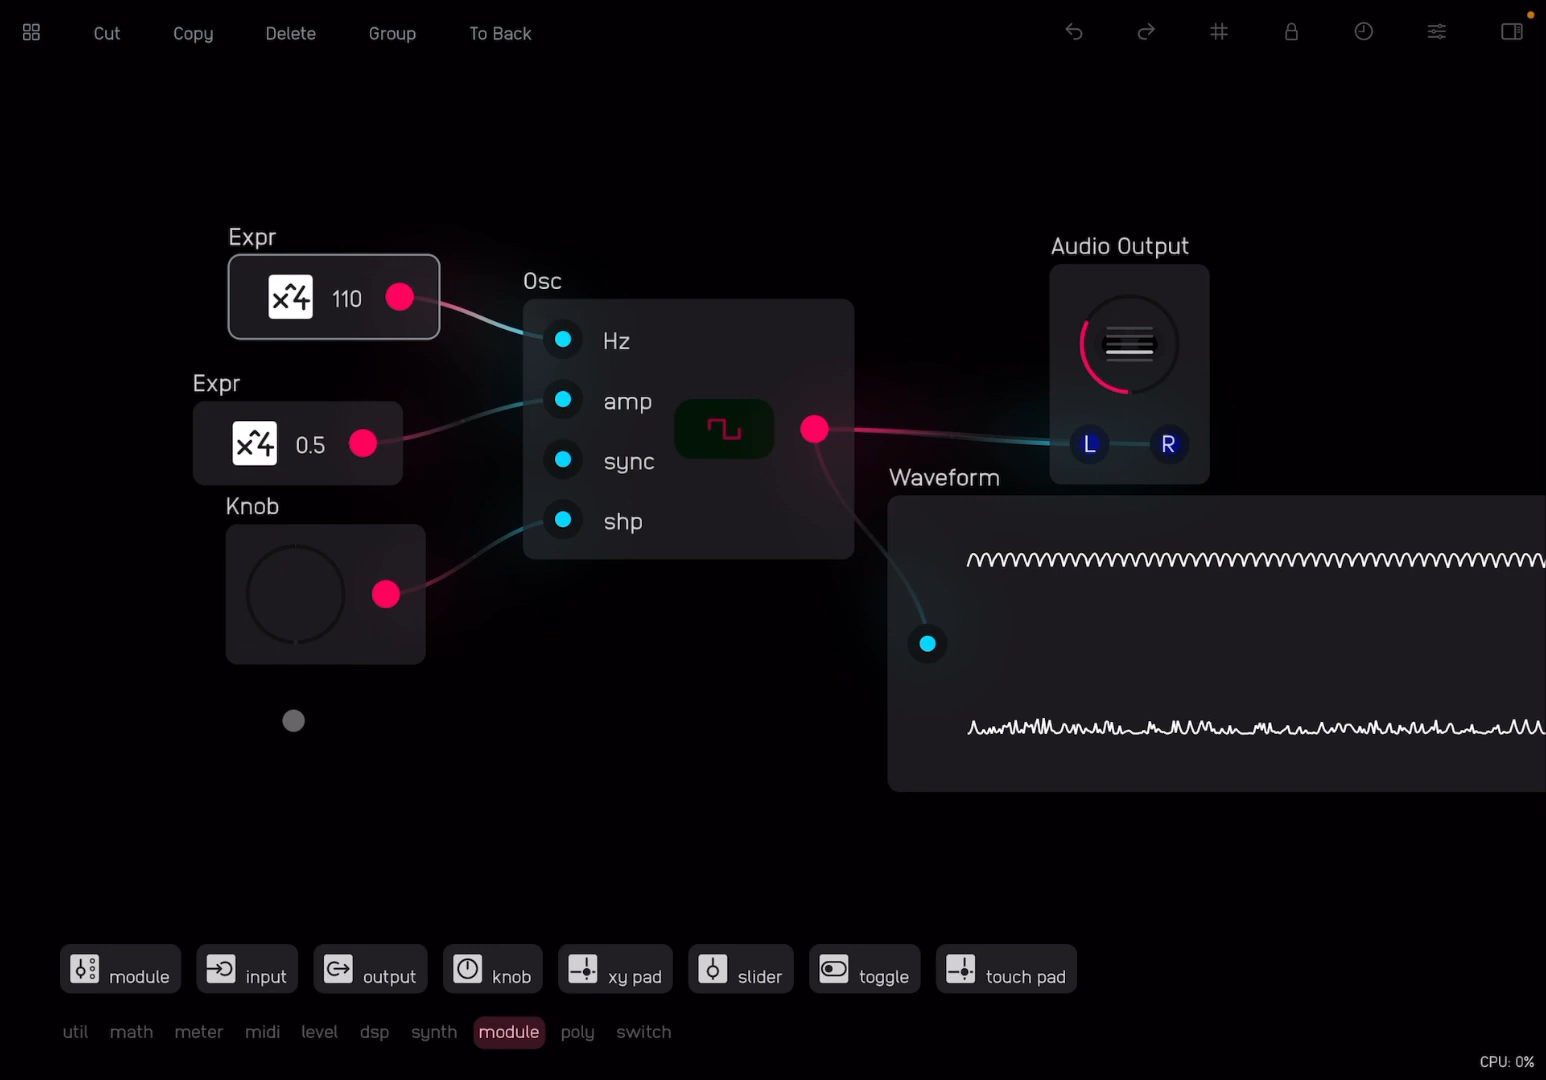 Cut Copy Delete Group To Back
Expr
x^4 110
Expr
x^4 0.5
Knob
Osc
Hz
amp
sync
shp
Audio Output
L R
Waveform
module input output knob xy pad slider toggle touch pad
util math meter midi level dsp synth module poly switch
CPU: 0%